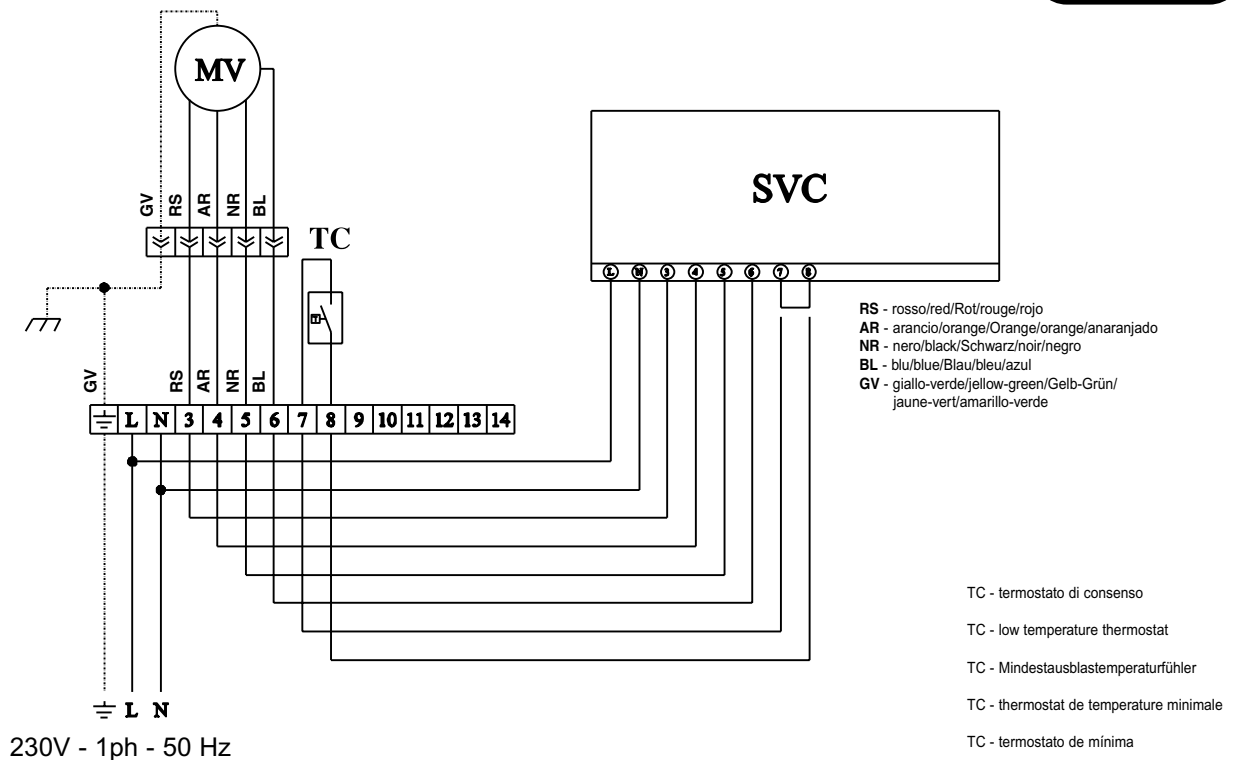 MV
SVC
GV RS AR NR BL
TC
L N 3 4 5 6 7 8
T
RS - rosso/red/Rot/rouge/rojo
AR - arancio/orange/Orange/orange/anaranjado
NR - nero/black/Schwarz/noir/negro
BL - blu/blue/Blau/bleu/azul
GV - giallo-verde/jellow-green/Gelb-Grün/
jaune-vert/amarillo-verde
GV RS AR NR BL
L N 3 4 5 6 7 8 9 10 11 12 13 14
TC - termostato di consenso
TC - low temperature thermostat
TC - Mindestausblastemperaturfühler
TC - thermostat de temperature minimale
TC - termostato de mínima
L N
230V - 1ph - 50 Hz